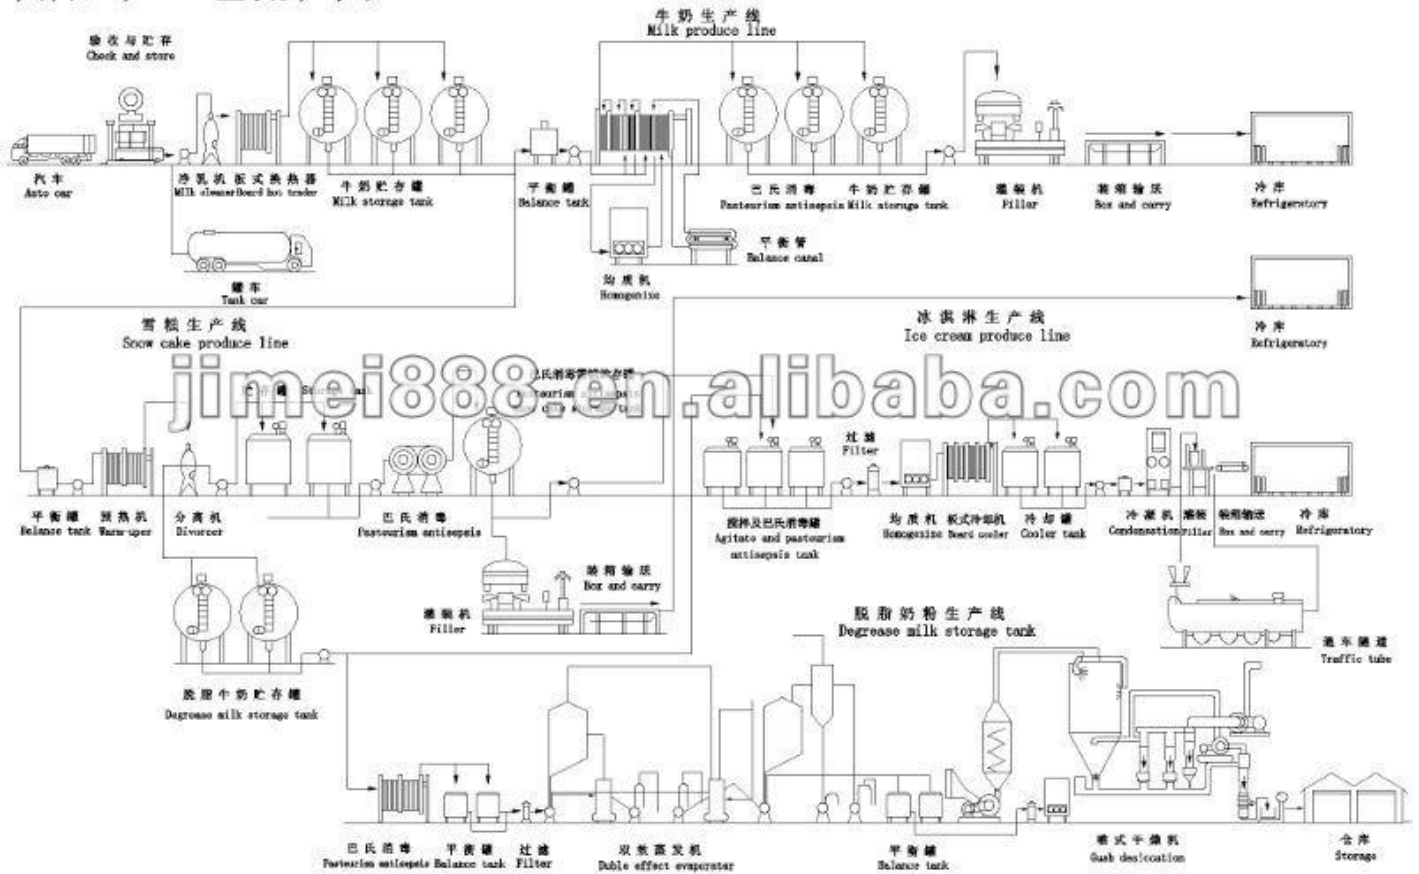 牛奶生产线
Milk produce line
验收与贮存
Check and store
汽车
Auto car
净乳机 板式换热器
Milk cleaner Board hot trader
牛奶贮存罐
Milk storage tank
平衡罐
Balance tank
巴氏消毒 牛奶贮存罐
Pasteurism antisepsis Milk storage tank
灌装机
Filler
装箱输送
Box and carry
冷库
Refrigeratory
罐车
Tank car
均质机
Homogenize
平衡管
Balance canal
冷库
Refrigeratory
雪糕生产线
Snow cake produce line
冰淇淋生产线
Ice cream produce line
jimei888.en.alibaba.com
贮存罐 Storage tank
平衡罐
Balance tank
预热机
Warm-uper
分离机
Divorcer
巴氏消毒
Pasteurism antisepsis
搅拌及巴氏消毒罐
Agitate and pasteurism
antisepsis tank
过滤
Filter
均质机 板式冷却机
Homogenize Board cooler
冷却罐
Cooler tank
冷凝机 灌装
Condensation Filler
装箱输送
Box and carry
冷库
Refrigeratory
灌装机
Filler
装箱输送
Box and carry
脱脂牛奶贮存罐
Degrease milk storage tank
脱脂奶粉生产线
Degrease milk storage tank
通车隧道
Traffic tube
巴氏消毒
Pasteurism antisepsis
平衡罐
Balance tank
过滤
Filter
双效蒸发机
Duble effect evaporator
平衡罐
Balance tank
Gush desiccation
仓库
Storage